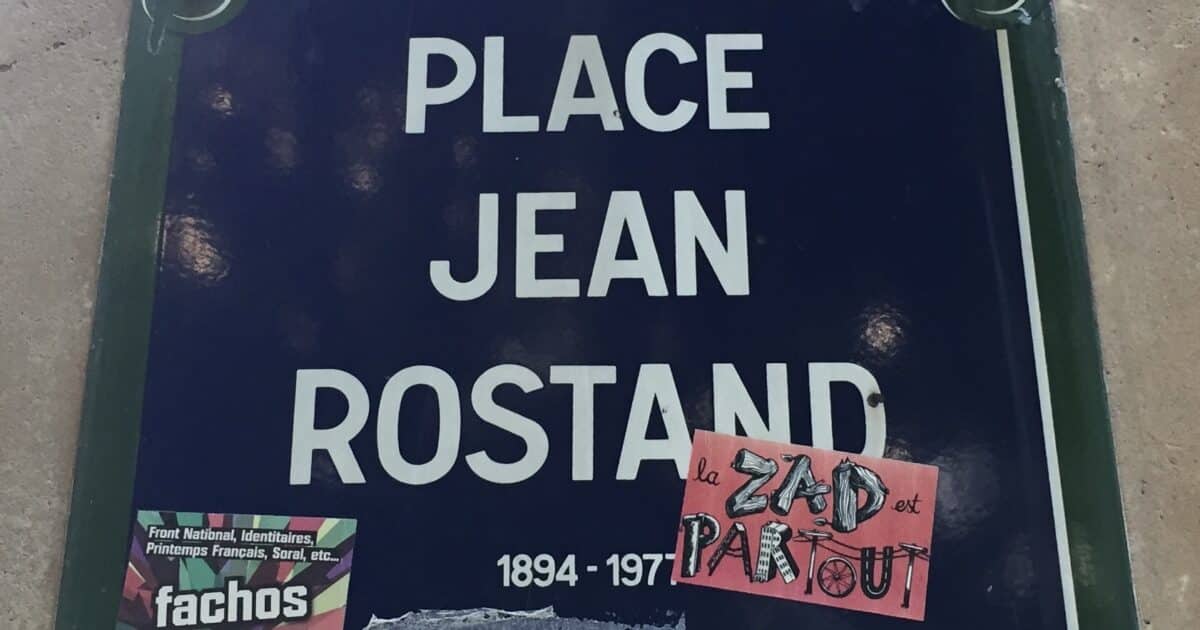 PLACE
JEAN
ROSTAND
la ZAD est
PARTOUT
1894 - 1977
Front National, Identitaires,
Printemps Français, Soral, etc...
fachos